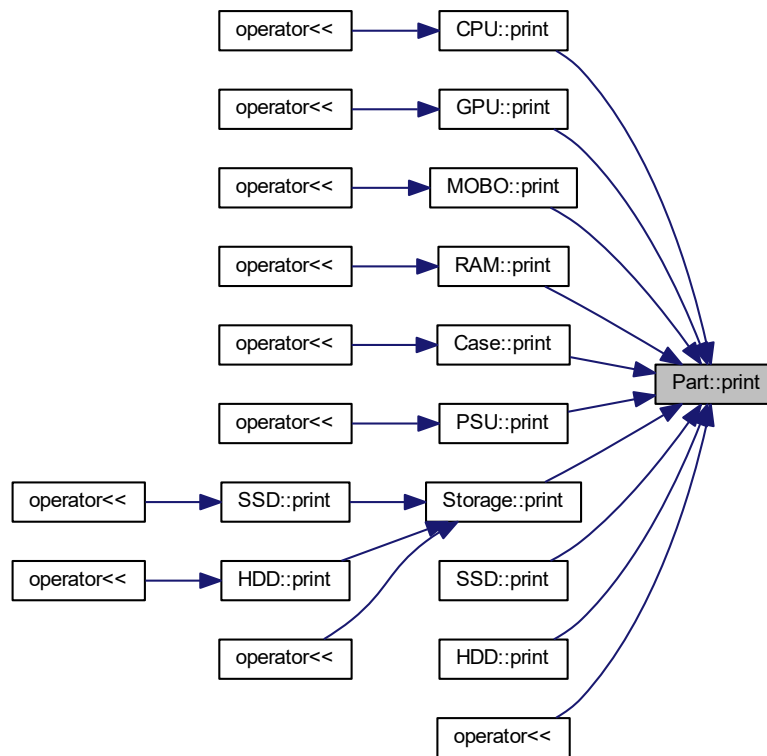 operator<<
CPU::print
operator<<
GPU::print
operator<<
MOBO::print
operator<<
RAM::print
operator<<
Case::print
Part::print
operator<<
PSU::print
operator<<
SSD::print
Storage::print
operator<<
HDD::print
SSD::print
operator<<
HDD::print
operator<<